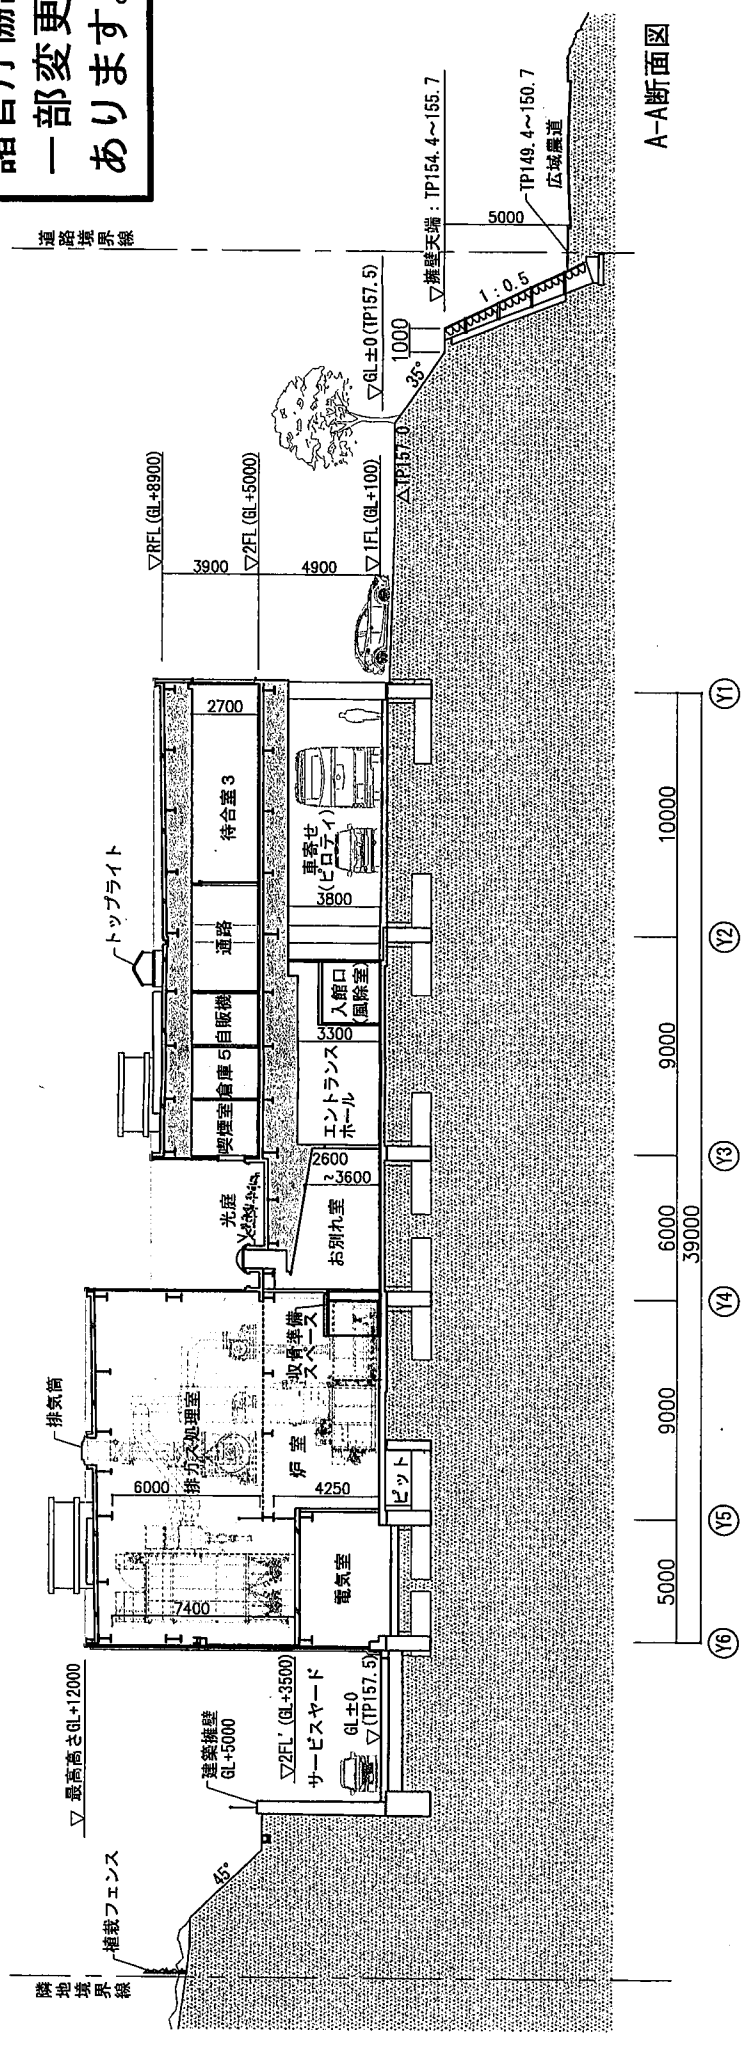 一部変更
あります。
道路境界線
隣地境界線
植栽フェンス
45°
▽ 最高高さGL+12000
建築擁壁
GL+5000
▽2FL' (GL+3500)
サービスヤード
GL±0
▽(TP157.5)
排気筒
7400
6000
排ガス処理室
電気室
4250
炉室
収骨準備
スペース
ピット
光庭
お別れ室
2600
~3600
トップライト
喫煙室
倉庫5
自販機
通路
待合室3
2700
エントランス
ホール
3300
入館口
(風除室)
3800
車寄せ
(ピロティ)
▽RFL(GL+8900)
3900
▽2FL(GL+5000)
4900
▽1FL(GL+100)
△TP157.0
▽GL±0(TP157.5)
35°
1000
▽擁壁天端：TP154.4～155.7
1：0.5
5000
TP149.4～150.7
広域農道
5000
9000
6000
9000
10000
39000
Y6
Y5
Y4
Y3
Y2
Y1
A-A断面図